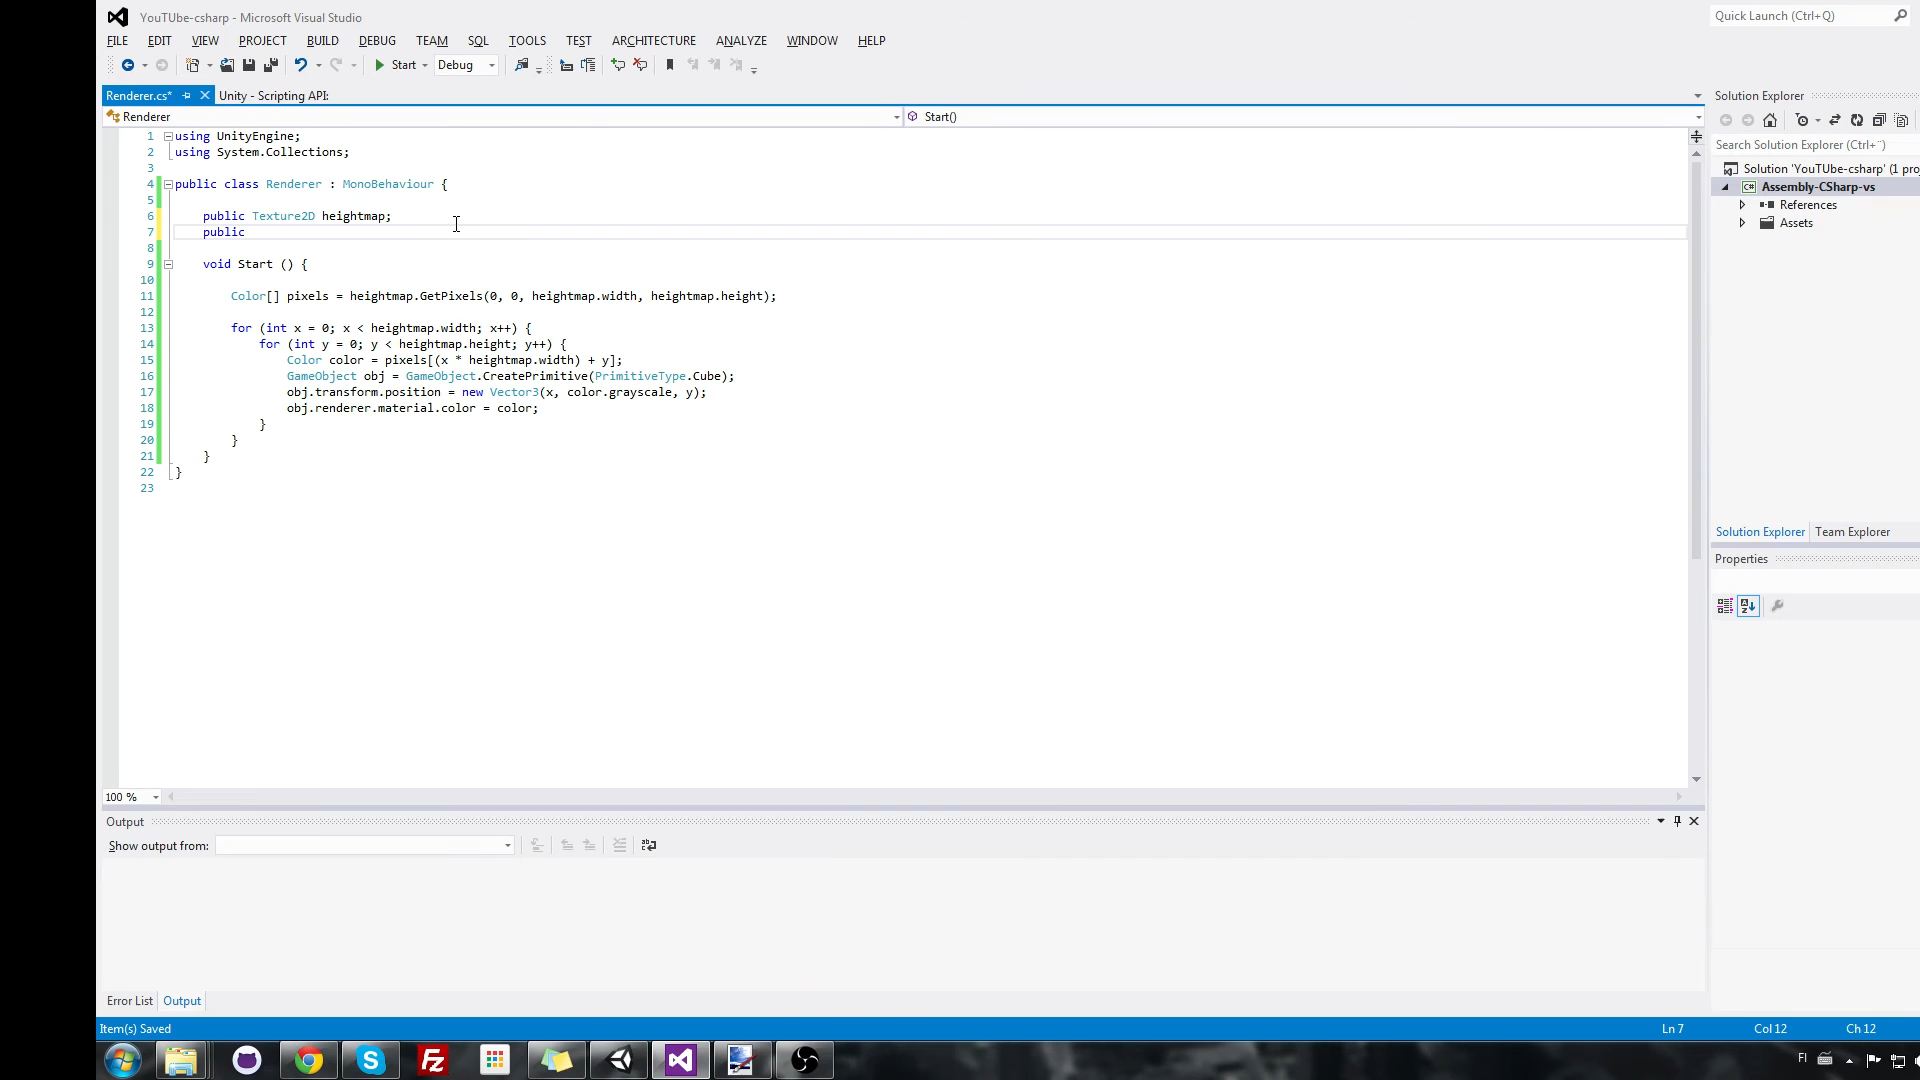 YouTUbe-csharp - Microsoft Visual Studio
Quick Launch (Ctrl+Q)
FILE EDIT VIEW PROJECT BUILD DEBUG TEAM SQL TOOLS TEST ARCHITECTURE ANALYZE WINDOW HELP
Start Debug
Renderer.cs* Unity - Scripting API:
Solution Explorer
Renderer Start()
Search Solution Explorer (Ctrl+¨)
Solution 'YouTUbe-csharp' (1 proj
Assembly-CSharp-vs
References
Assets
1 using UnityEngine;
2 using System.Collections;
3
4 public class Renderer : MonoBehaviour {
5
6 public Texture2D heightmap;
7 public
8
9 void Start () {
10
11 Color[] pixels = heightmap.GetPixels(0, 0, heightmap.width, heightmap.height);
12
13 for (int x = 0; x < heightmap.width; x++) {
14 for (int y = 0; y < heightmap.height; y++) {
15 Color color = pixels[(x * heightmap.width) + y];
16 GameObject obj = GameObject.CreatePrimitive(PrimitiveType.Cube);
17 obj.transform.position = new Vector3(x, color.grayscale, y);
18 obj.renderer.material.color = color;
19 }
20 }
21 }
22 }
23
Solution Explorer Team Explorer
Properties
100 %
Output
Show output from:
Error List Output
Item(s) Saved Ln 7 Col 12 Ch 12
FI